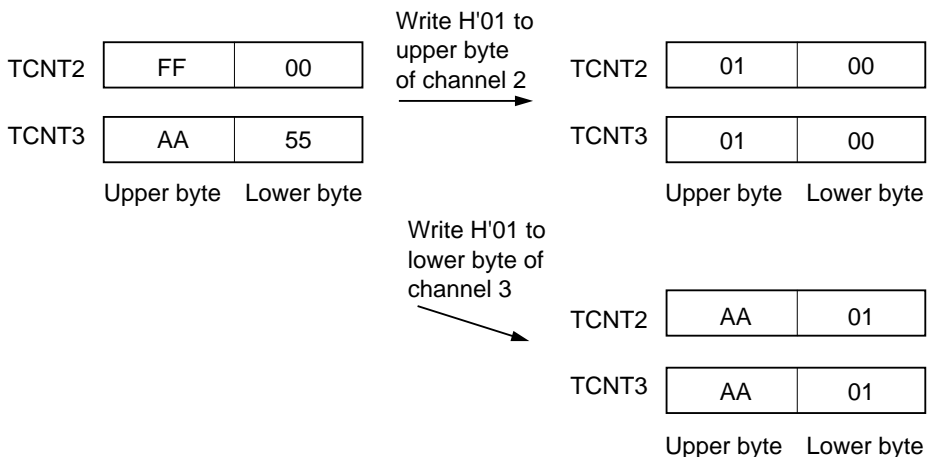 Write H'01 to
upper byte
of channel 2
TCNT2 FF 00
TCNT3 AA 55
Upper byte Lower byte
TCNT2 01 00
TCNT3 01 00
Upper byte Lower byte
Write H'01 to
lower byte of
channel 3
TCNT2 AA 01
TCNT3 AA 01
Upper byte Lower byte